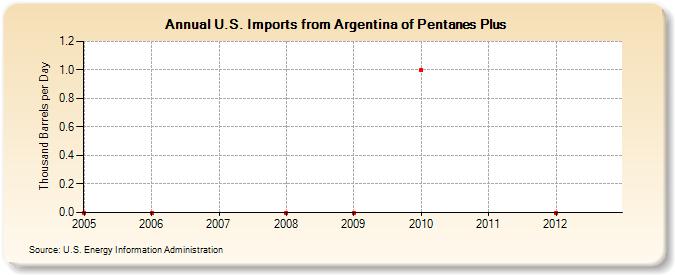 Annual U.S. Imports from Argentina of Pentanes Plus
Thousand Barrels per Day
1.2
1.0
0.8
0.6
0.4
0.2
0.0
2005 2006 2007 2008 2009 2010 2011 2012
Source: U.S. Energy Information Administration